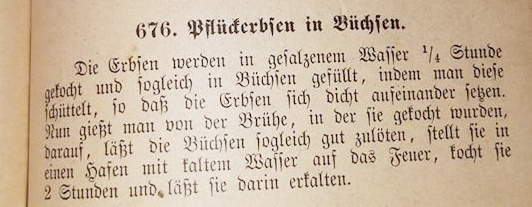 676. Pflückerbsen in Büchsen.
Die Erbsen werden in gesalzenem Wasser 1/4 Stunde
gekocht und sogleich in Büchsen gefüllt, indem man diese
schüttelt, so daß die Erbsen sich dicht aufeinander setzen.
Nun gießt man von der Brühe, in der sie gekocht wurden,
darauf, läßt die Büchsen sogleich gut zulöten, stellt sie in
einen Hafen mit kaltem Wasser auf das Feuer, kocht sie
2 Stunden und läßt sie darin erkalten.